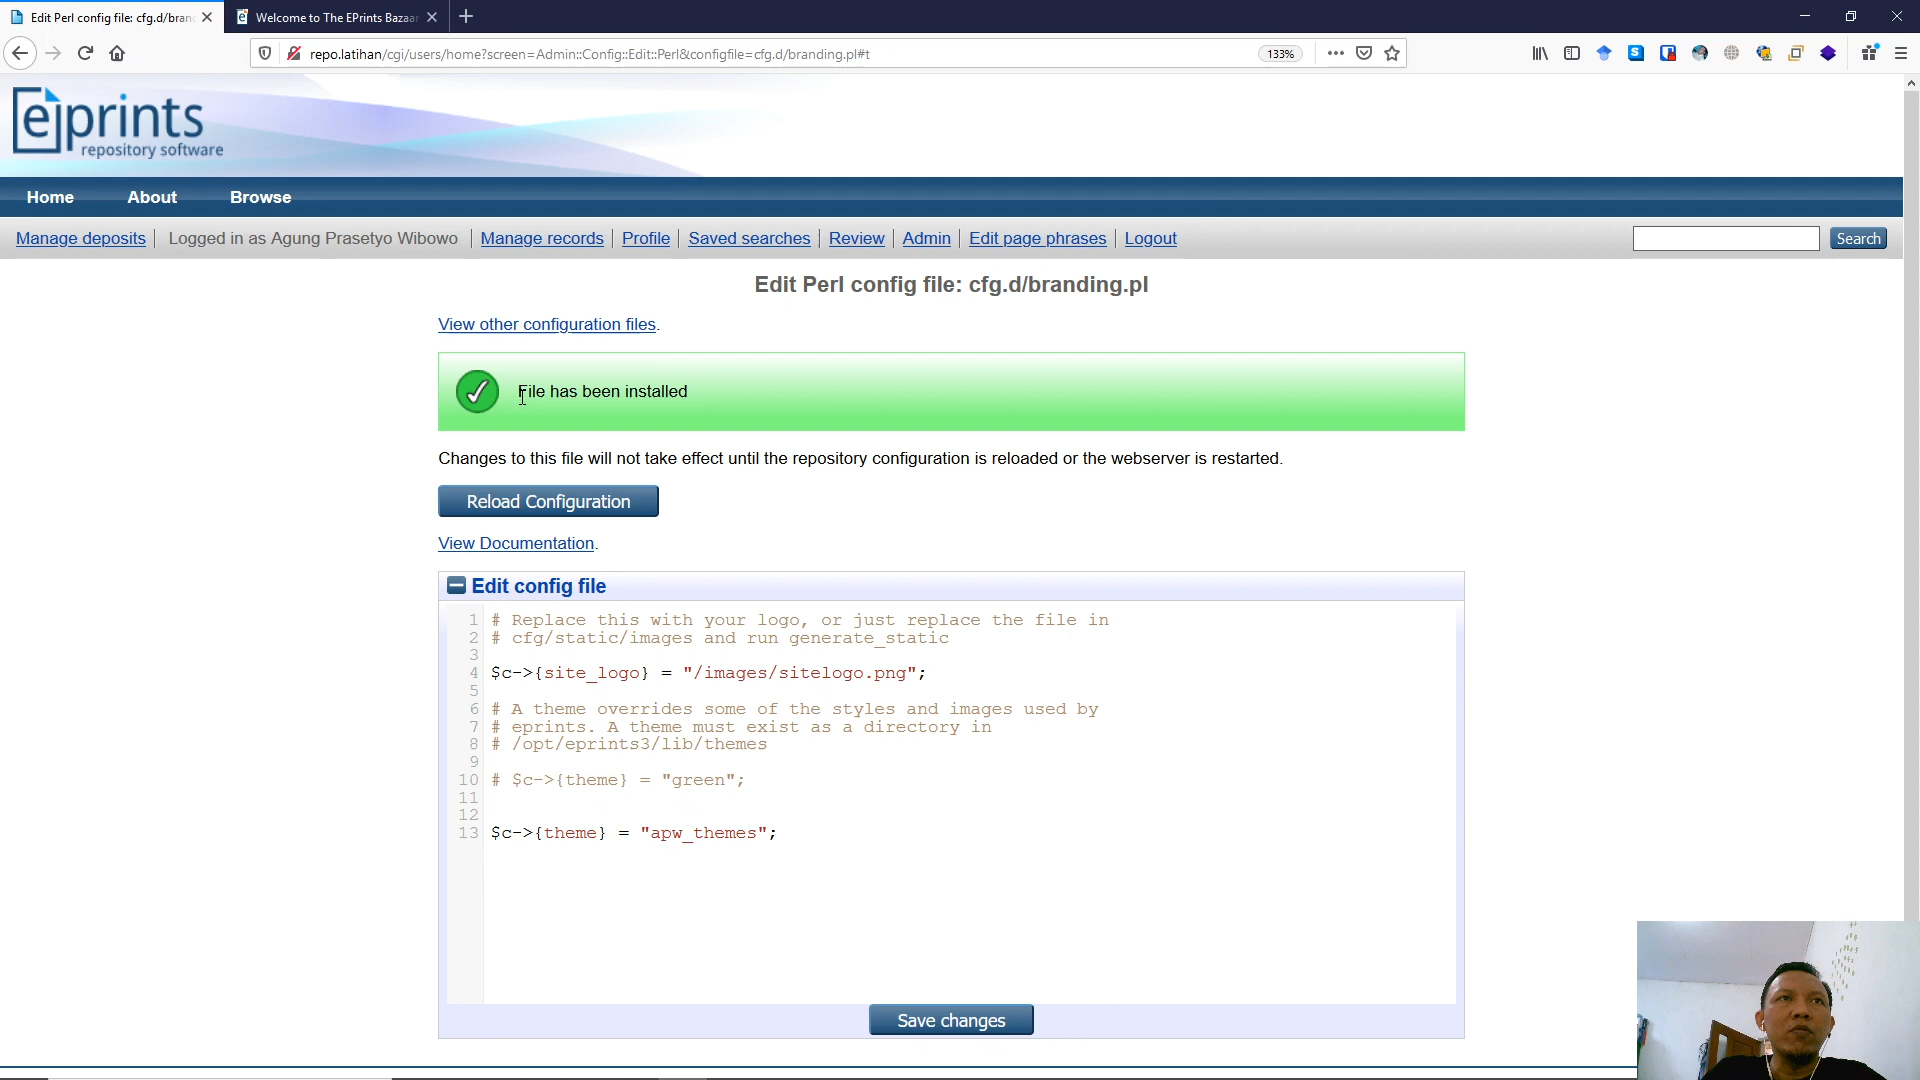 Edit Perl config file: cfg.d/bran
Welcome to The EPrints Bazaar
repo.latihan/cgi/users/home?screen=Admin::Config::Edit::Perl&configfile=cfg.d/branding.pl#t
133%
eprints
repository software
Home About Browse
Manage deposits Logged in as Agung Prasetyo Wibowo Manage records Profile Saved searches Review Admin Edit page phrases Logout Search
Edit Perl config file: cfg.d/branding.pl
View other configuration files.
File has been installed
Changes to this file will not take effect until the repository configuration is reloaded or the webserver is restarted.
Reload Configuration
View Documentation.
Edit config file
1 # Replace this with your logo, or just replace the file in
2 # cfg/static/images and run generate_static
3
4 $c->{site_logo} = "/images/sitelogo.png";
5
6 # A theme overrides some of the styles and images used by
7 # eprints. A theme must exist as a directory in
8 # /opt/eprints3/lib/themes
9
10 # $c->{theme} = "green";
11
12
13 $c->{theme} = "apw_themes";
Save changes